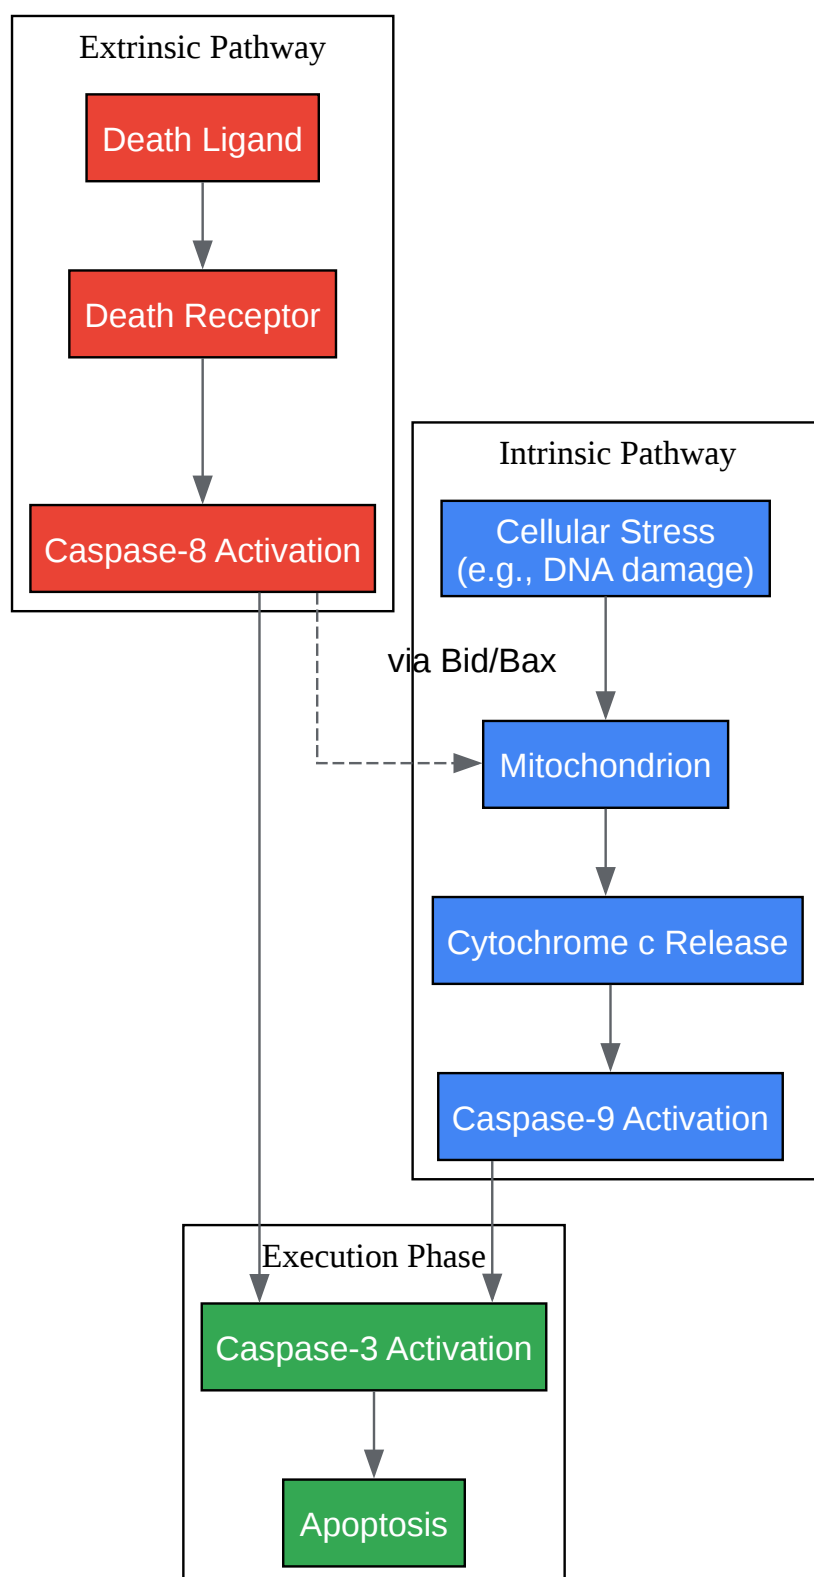 Extrinsic Pathway
Death Ligand
Death Receptor
Caspase-8 Activation
Intrinsic Pathway
Cellular Stress
(e.g., DNA damage)
via Bid/Bax
Mitochondrion
Cytochrome c Release
Caspase-9 Activation
Execution Phase
Caspase-3 Activation
Apoptosis